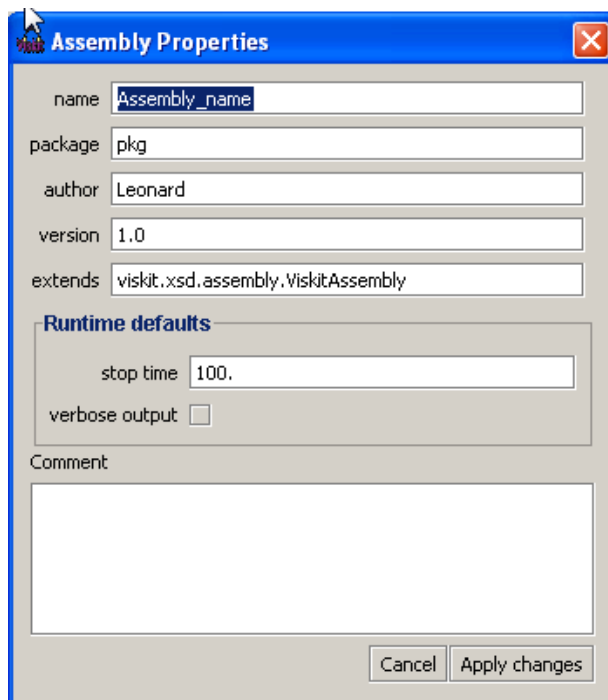 Assembly Properties
name Assembly_name
package pkg
author Leonard
version 1.0
extends viskit.xsd.assembly.ViskitAssembly
Runtime defaults
stop time 100.
verbose output
Comment
Cancel Apply changes